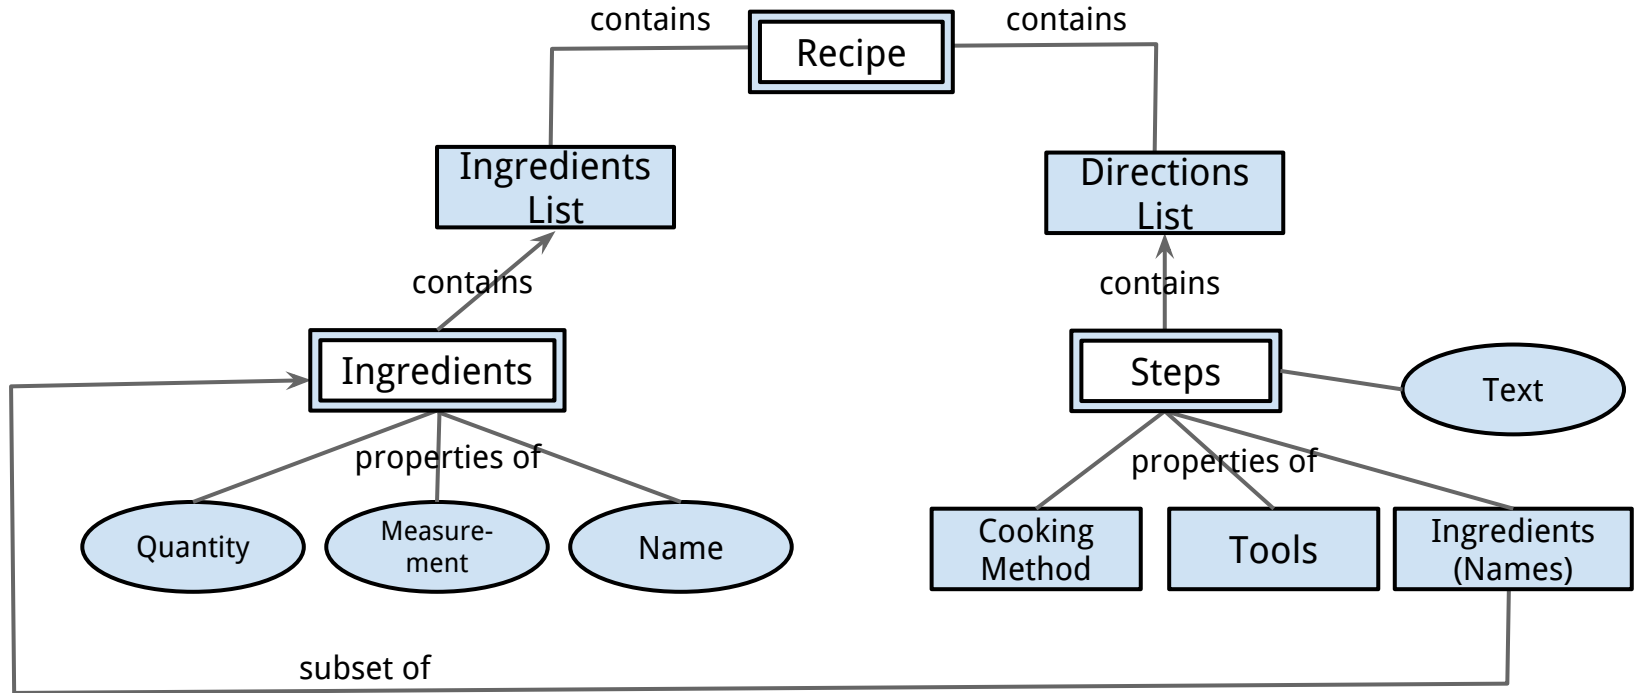 contains
Recipe
contains
Ingredients
List
Directions
List
contains
contains
Ingredients
Steps
Text
properties of
properties of
Quantity
Measure-
ment
Name
Cooking
Method
Tools
Ingredients
(Names)
subset of